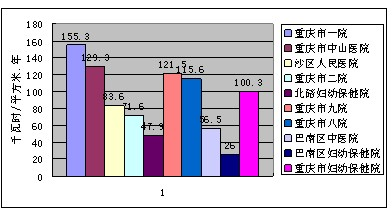 千瓦时/平方米.年
180
160
140
120
100
80
60
40
20
0
155.3
129.3
83.6
71.6
47.9
121.5
115.6
56.5
26
100.3
1
重庆市一院
重庆市中山医院
沙区人民医院
重庆市二院
北碚妇幼保健院
重庆市九院
重庆市八院
巴南区中医院
巴南区妇幼保健院
重庆市妇幼保健院